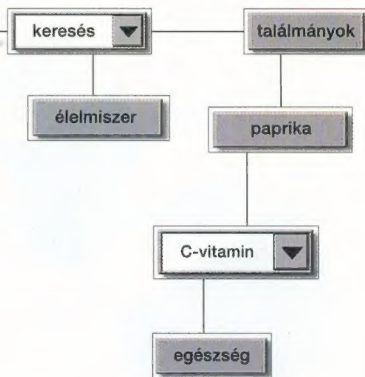 keresés
találmányok
élelmiszer
paprika
C-vitamin
egészség